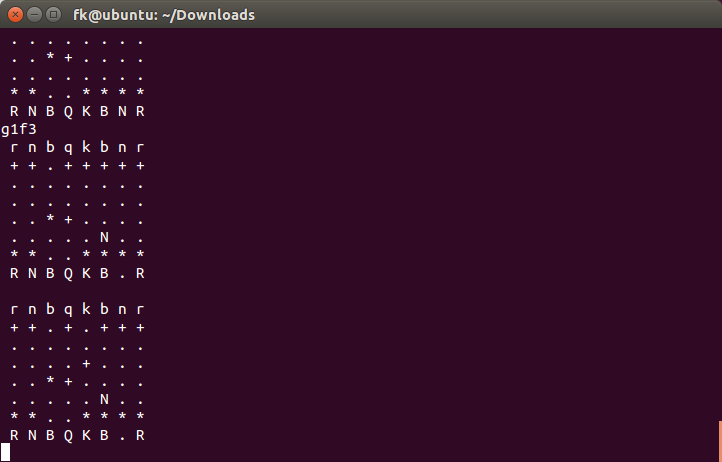 fk@ubuntu: ~/Downloads
. . . . . . . .
. . * + . . . .
. . . . . . . .
* * . . * * * *
R N B Q K B N R
g1f3
r n b q k b n r
+ + . + + + + +
. . . . . . . .
. . . . . . . .
. . * + . . . .
. . . . . N . .
* * . . * * * *
R N B Q K B . R
r n b q k b n r
+ + . + . + + +
. . . . . . . .
. . . . + . . .
. . * + . . . .
. . . . . N . .
* * . . * * * *
R N B Q K B . R